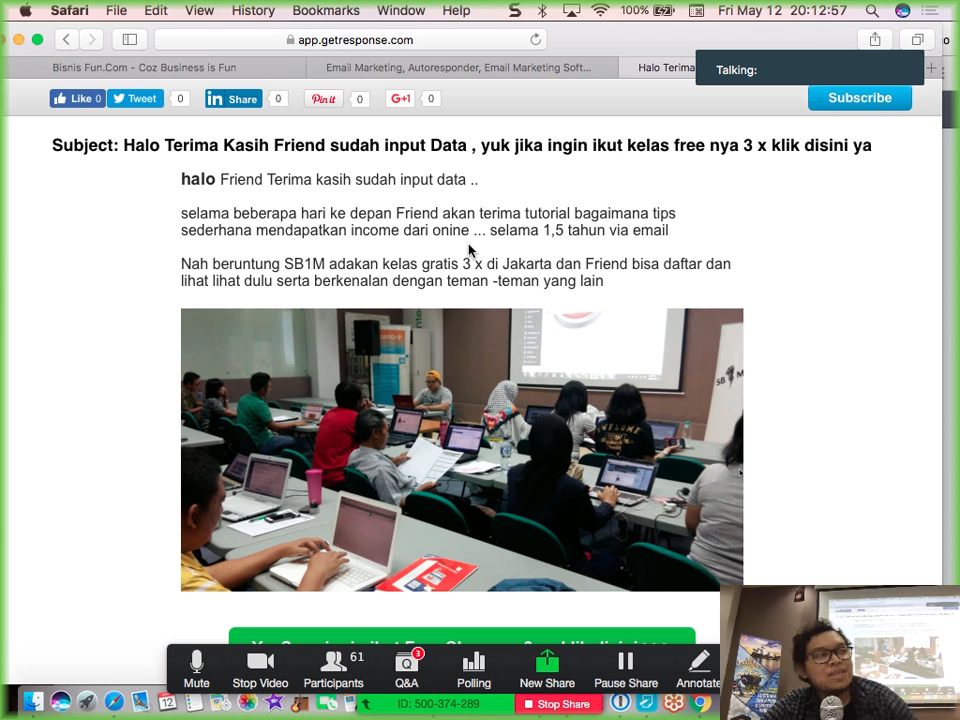 Safari File Edit View History Bookmarks Window Help 100% Fri May 12 20:12:57
app.getresponse.com
Bisnis Fun.Com - Coz Business is Fun Email Marketing, Autoresponder, Email Marketing Soft... Halo Terima
Talking:
Like 0 Tweet 0 in Share 0 Pin it 0 G+1 0 Subscribe
Subject: Halo Terima Kasih Friend sudah input Data , yuk jika ingin ikut kelas free nya 3 x klik disini ya
halo Friend Terima kasih sudah input data ..
selama beberapa hari ke depan Friend akan terima tutorial bagaimana tips
sederhana mendapatkan income dari onine ... selama 1,5 tahun via email
Nah beruntung SB1M adakan kelas gratis 3 x di Jakarta dan Friend bisa daftar dan
lihat lihat dulu serta berkenalan dengan teman -teman yang lain
61 3
Mute Stop Video Participants Q&A Polling New Share Pause Share Annotate
12 ID: 500-374-289 Stop Share